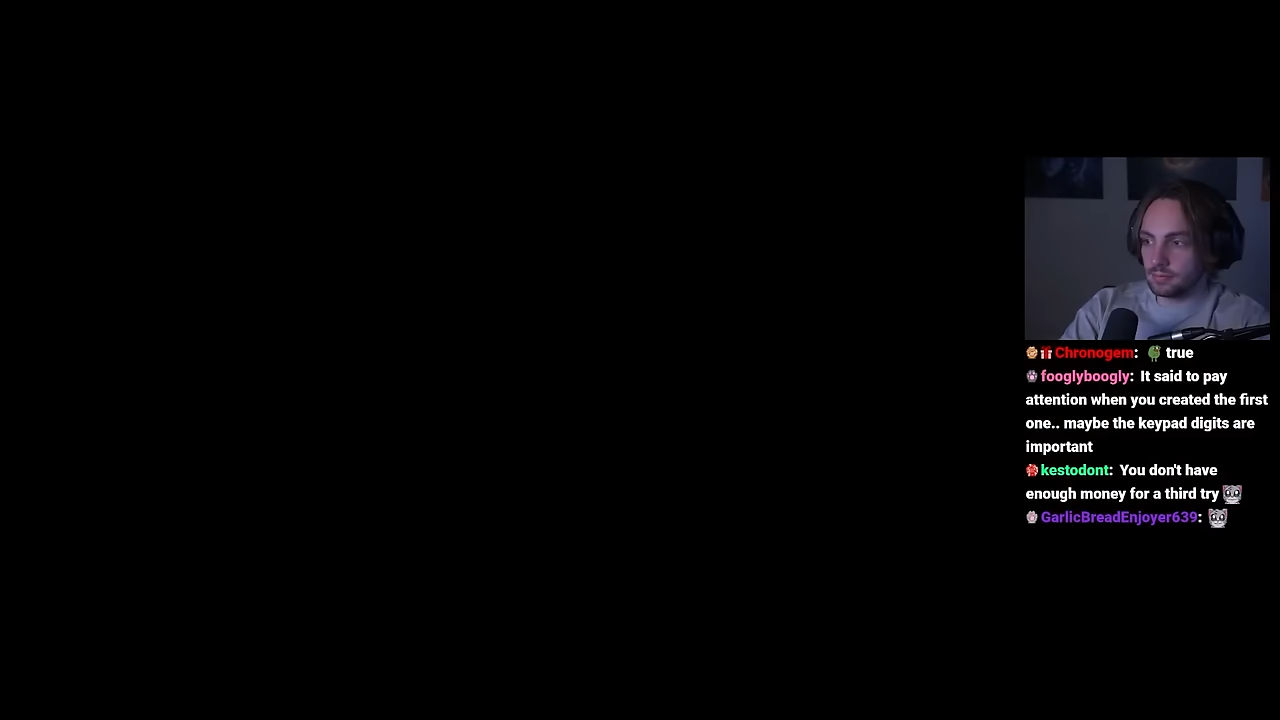 Chronogem: true
fooglyboogly: It said to pay
attention when you created the first
one.. maybe the keypad digits are
important
kestodont: You don't have
enough money for a third try
GarlicBreadEnjoyer639: